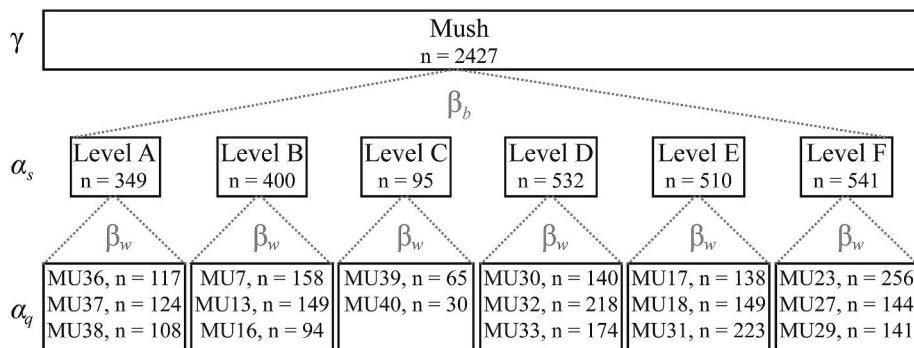 γ
Mush
n = 2427
β_b
α_s
Level A
n = 349
Level B
n = 400
Level C
n = 95
Level D
n = 532
Level E
n = 510
Level F
n = 541
β_w β_w β_w β_w β_w β_w
α_q
MU36, n = 117
MU37, n = 124
MU38, n = 108
MU7, n = 158
MU13, n = 149
MU16, n = 94
MU39, n = 65
MU40, n = 30
MU30, n = 140
MU32, n = 218
MU33, n = 174
MU17, n = 138
MU18, n = 149
MU31, n = 223
MU23, n = 256
MU27, n = 144
MU29, n = 141